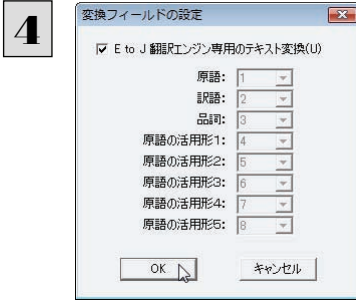 4
変換フィールドの設定
E to J 翻訳エンジン専用のテキスト変換(U)
原語: 1
訳語: 2
品詞: 3
原語の活用形1: 4
原語の活用形2: 5
原語の活用形3: 6
原語の活用形4: 7
原語の活用形5: 8
OK キャンセル